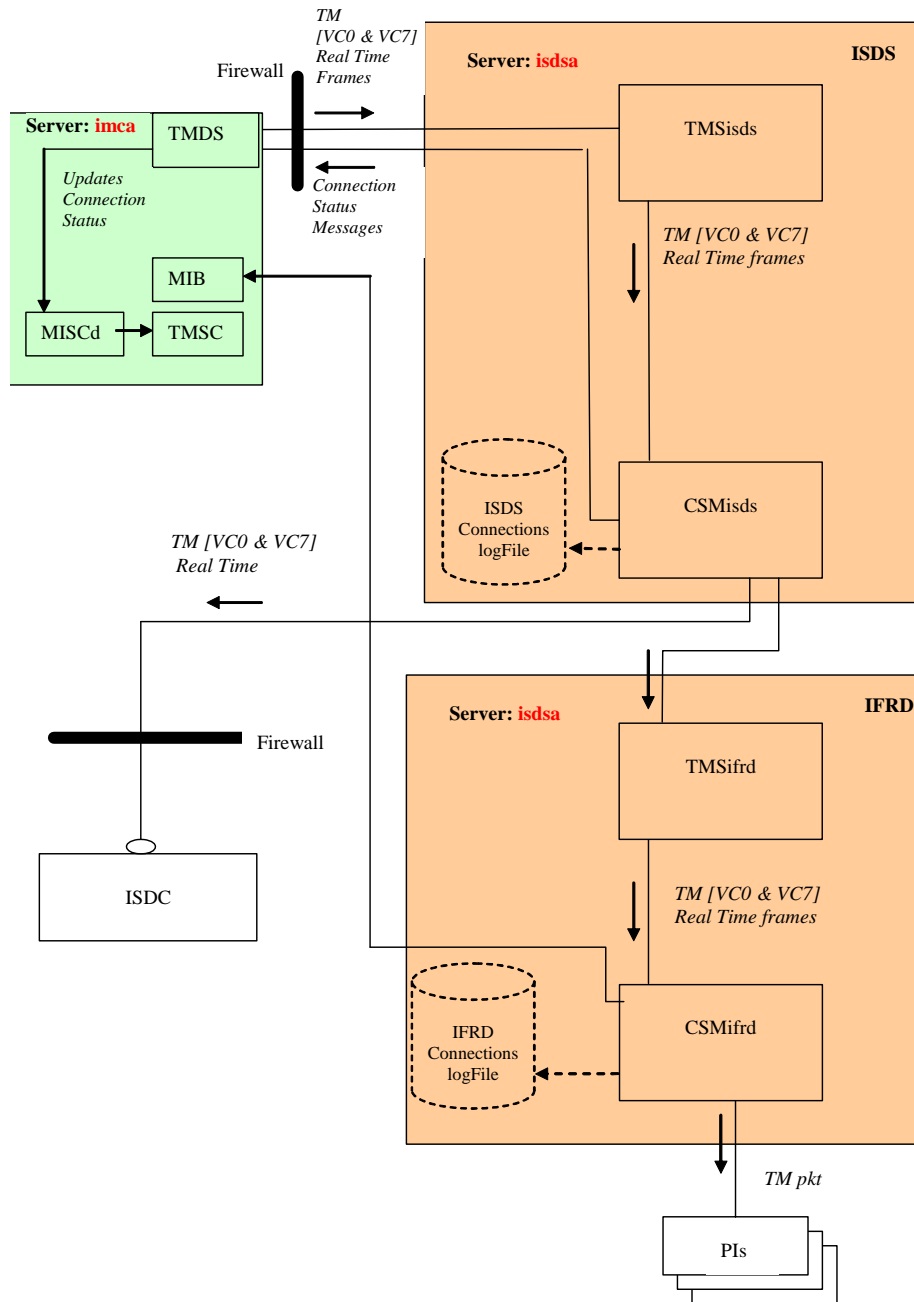 TM
[VC0 & VC7]
Real Time
Frames
Firewall
Server: isdsa
ISDS
Server: imca
TMDS
TMSisds
Updates
Connection
Status
Connection
Status
Messages
TM [VC0 & VC7]
Real Time frames
MIB
MISCd
TMSC
ISDS
Connections
logFile
CSMisds
TM [VC0 & VC7]
Real Time
Server: isdsa
IFRD
Firewall
TMSifrd
ISDC
TM [VC0 & VC7]
Real Time frames
IFRD
Connections
logFile
CSMifrd
TM pkt
PIs